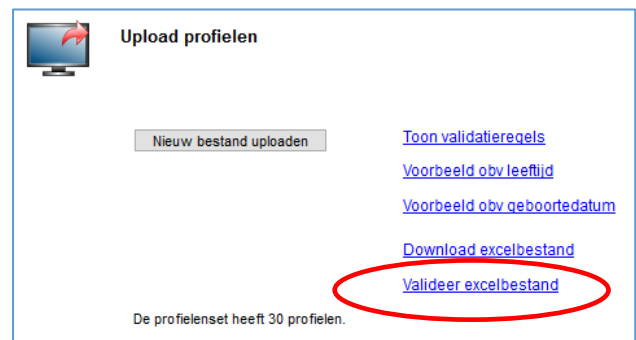 Upload profielen
Nieuw bestand uploaden
Toon validatieregels
Voorbeeld obv leeftijd
Voorbeeld obv geboortedatum
Download excelbestand
Valideer excelbestand
De profielenset heeft 30 profielen.